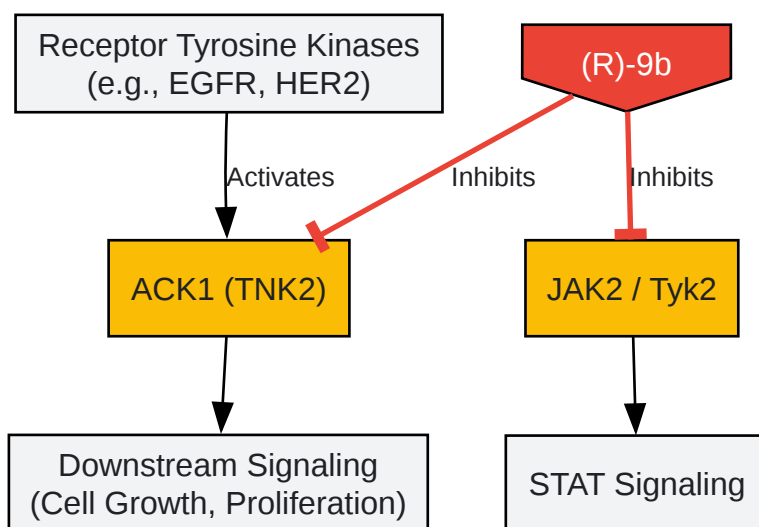 Receptor Tyrosine Kinases
(e.g., EGFR, HER2)
(R)-9b
Activates
Inhibits
Inhibits
ACK1 (TNK2)
JAK2 / Tyk2
Downstream Signaling
(Cell Growth, Proliferation)
STAT Signaling